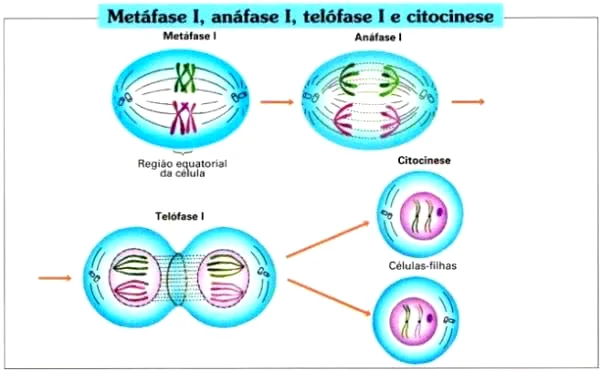 Metáfase I, anáfase I, telófase I e citocinese
Metáfase I
Anáfase I
Região equatorial
da célula
Citocinese
Telófase I
Células-filhas